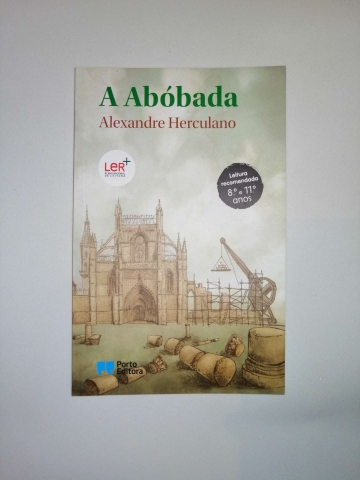 A Abóbada
Alexandre Herculano
LeR+
Leitura
recomendada
8.º e 11.º
anos
Porto
Editora